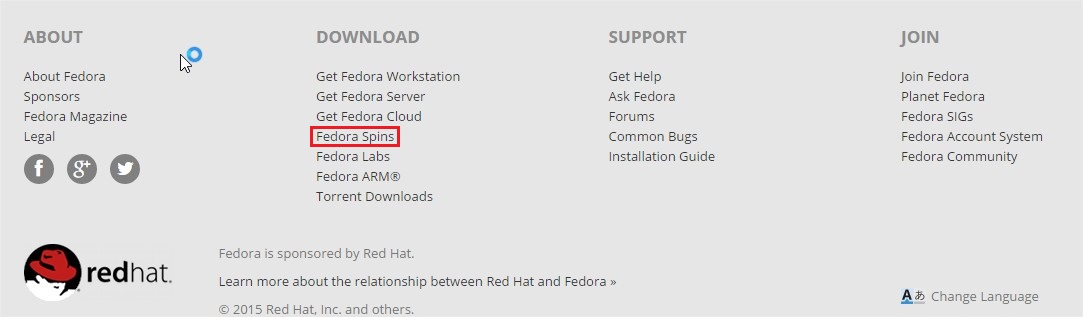 ABOUT
About Fedora
Sponsors
Fedora Magazine
Legal
f g+
DOWNLOAD
Get Fedora Workstation
Get Fedora Server
Get Fedora Cloud
Fedora Spins
Fedora Labs
Fedora ARM®
Torrent Downloads
SUPPORT
Get Help
Ask Fedora
Forums
Common Bugs
Installation Guide
JOIN
Join Fedora
Planet Fedora
Fedora SIGs
Fedora Account System
Fedora Community
redhat.
Fedora is sponsored by Red Hat.
Learn more about the relationship between Red Hat and Fedora »
© 2015 Red Hat, Inc. and others.
Aあ Change Language